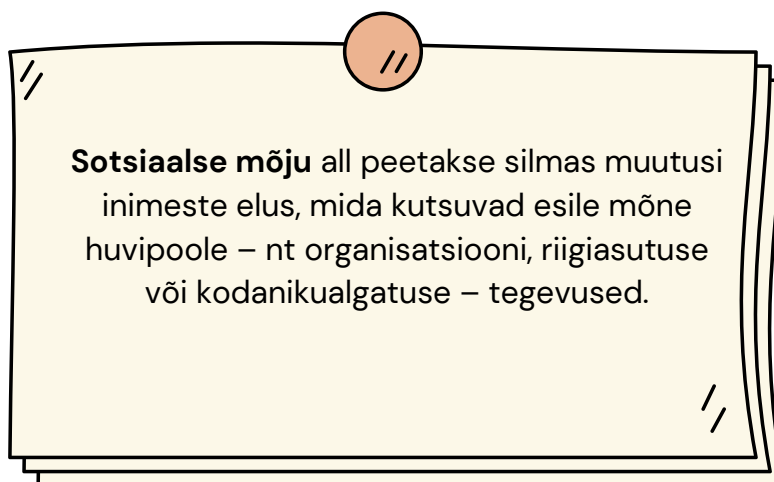 Sotsiaalse mõju all peetakse silmas muutusi
inimeste elus, mida kutsuvad esile mõne
huvipoole – nt organisatsiooni, riigiasutuse
või kodanikualgatuse – tegevused.